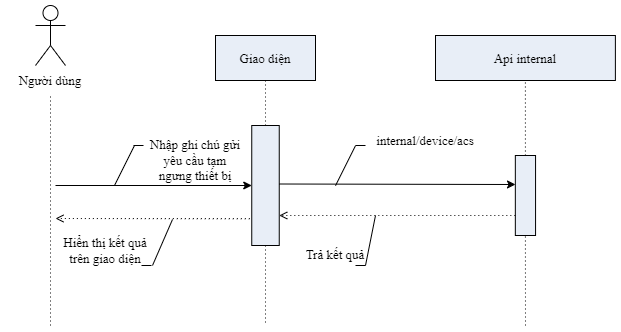 Người dùng
Giao diện
Api internal
Nhập ghi chú gửi
yêu cầu tạm
ngưng thiết bị
internal/device/acs
Hiển thị kết quả
trên giao diện
Trả kết quả